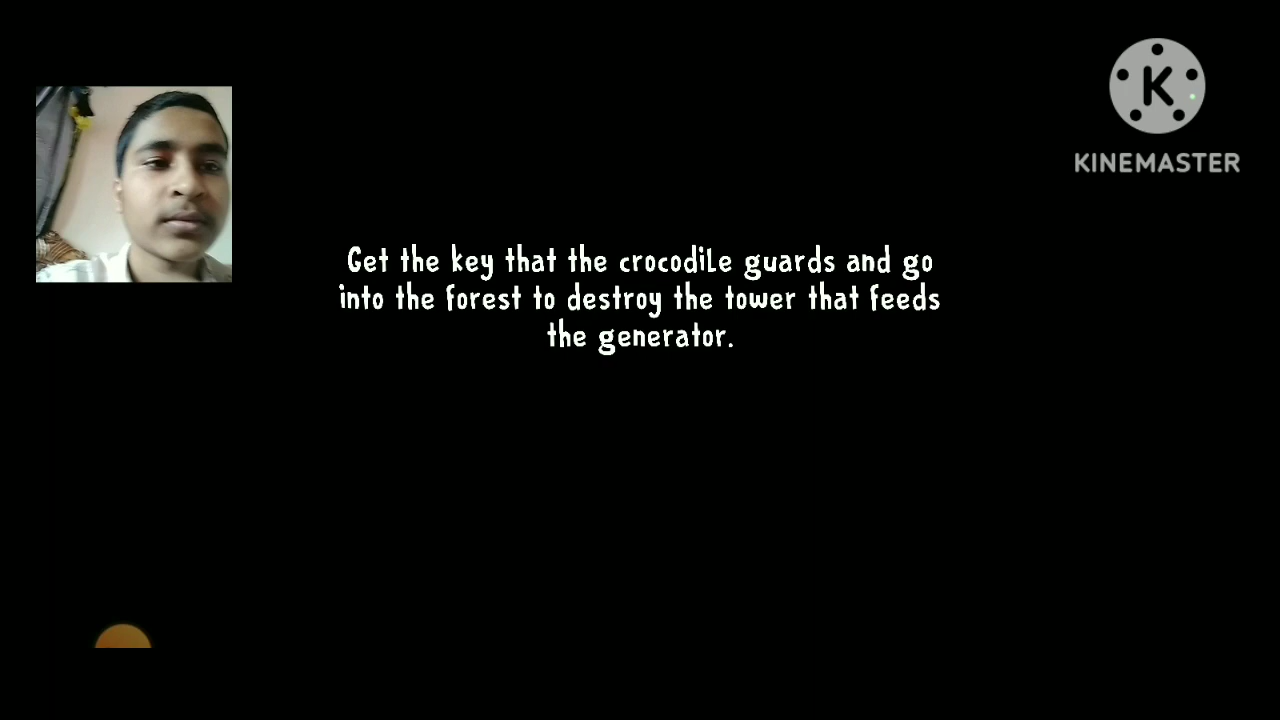 K
KINEMASTER
Get the key that the crocodile guards and go
into the forest to destroy the tower that feeds
the generator.